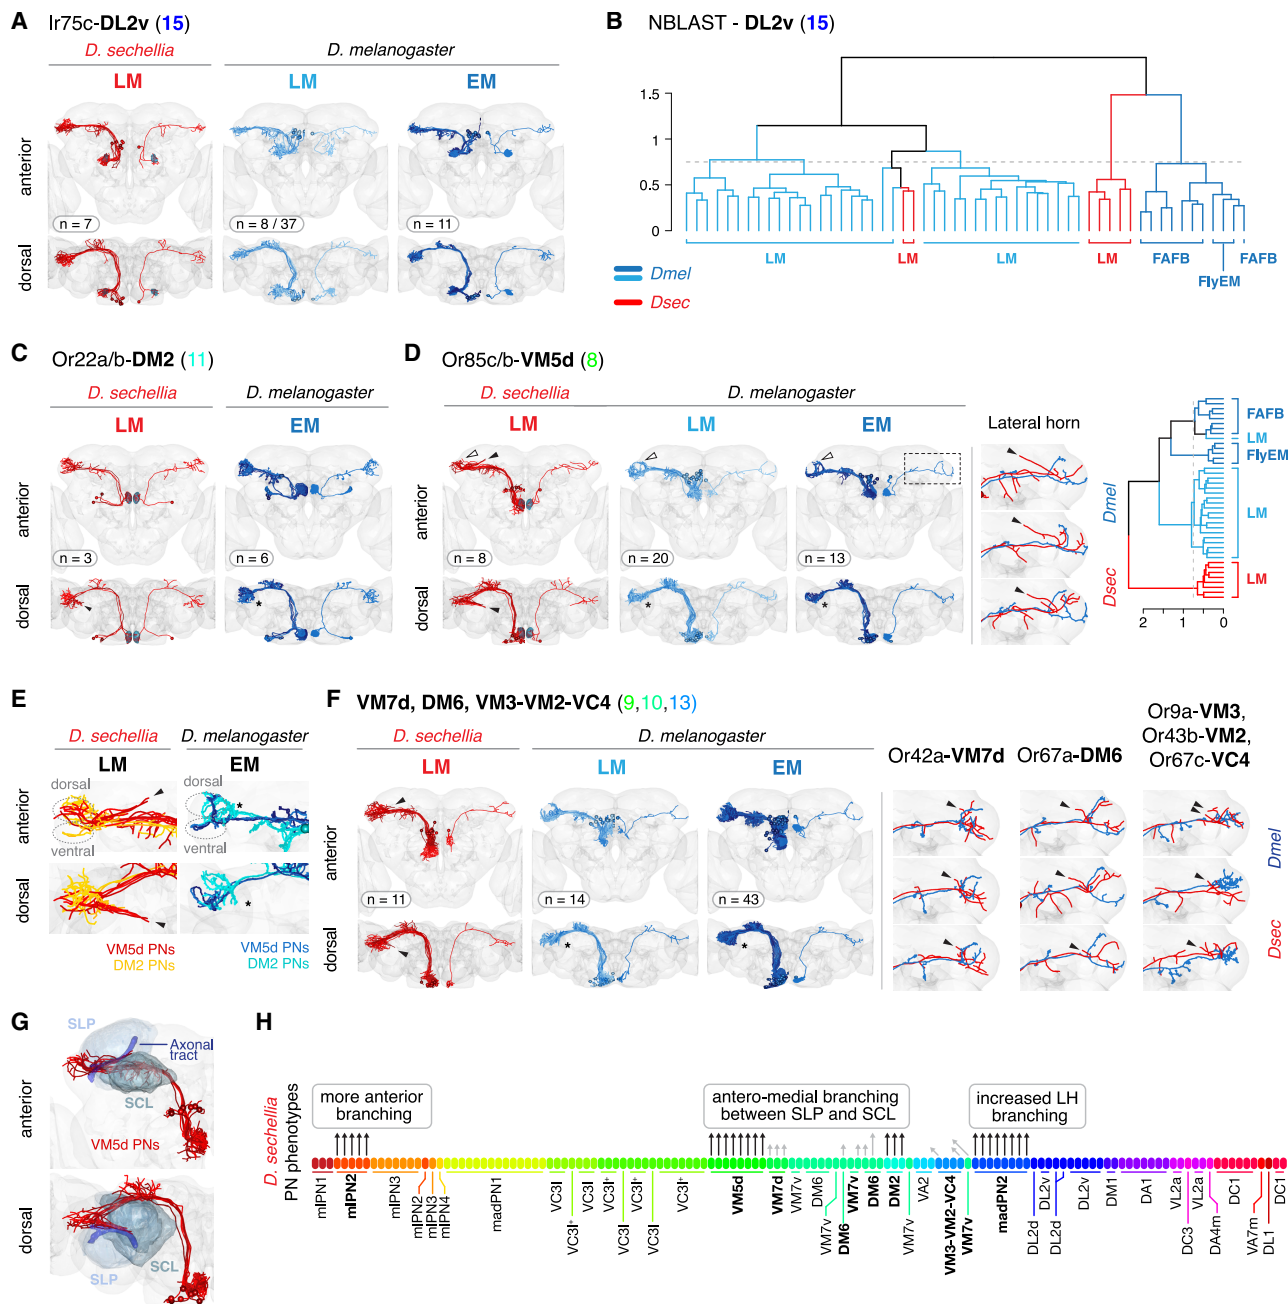 A Ir75c-DL2v (15)
D. sechellia D. melanogaster
LM LM EM
anterior
n = 7 n = 8 / 37 n = 11
dorsal
B NBLAST - DL2v (15)
1.5
1
0.5
0
LM LM LM LM FAFB FAFB
FlyEM
Dmel
Dsec
C Or22a/b-DM2 (11)
D. sechellia D. melanogaster
LM EM
anterior
n = 3 n = 6
dorsal
*
D Or85c/b-VM5d (8)
D. sechellia D. melanogaster
LM LM EM
anterior
n = 8 n = 20 n = 13
dorsal
* *
Lateral horn
Dmel
Dsec
FAFB
LM
FlyEM
LM
LM
2 1 0
E
D. sechellia D. melanogaster
LM EM
anterior
dorsal dorsal
*
ventral ventral
dorsal
*
VM5d PNs VM5d PNs
DM2 PNs DM2 PNs
F VM7d, DM6, VM3-VM2-VC4 (9,10,13)
D. sechellia D. melanogaster
LM LM EM
anterior
n = 11 n = 14 n = 43
dorsal
* *
Or42a-VM7d Or67a-DM6 Or9a-VM3,
Or43b-VM2,
Or67c-VC4
Dmel
Dsec
G
anterior
SLP
Axonal
tract
SCL
VM5d PNs
dorsal
SLP
SCL
H
D. sechellia
PN phenotypes
more anterior
branching
antero-medial branching
between SLP and SCL
increased LH
branching
mlPN1
mlPN2
mlPN3
mlPN2
mlPN3
mlPN4
madPN1
VC3l
VC3l+
VC3l
VC3l+
VC3l
VC3l+
VC3l
VC3l+
VM5d
VM7d
VM7v
DM6
VM7v
DM6
VM7v
DM6
DM2
VM7v
VA2
VM3-VM2-VC4
VM7v
madPN2
DL2d
DL2v
DL2d
DL2v
DM1
DA1
VL2a
DC3
VL2a
DA4m
DC1
VA7m
DL1
DC1